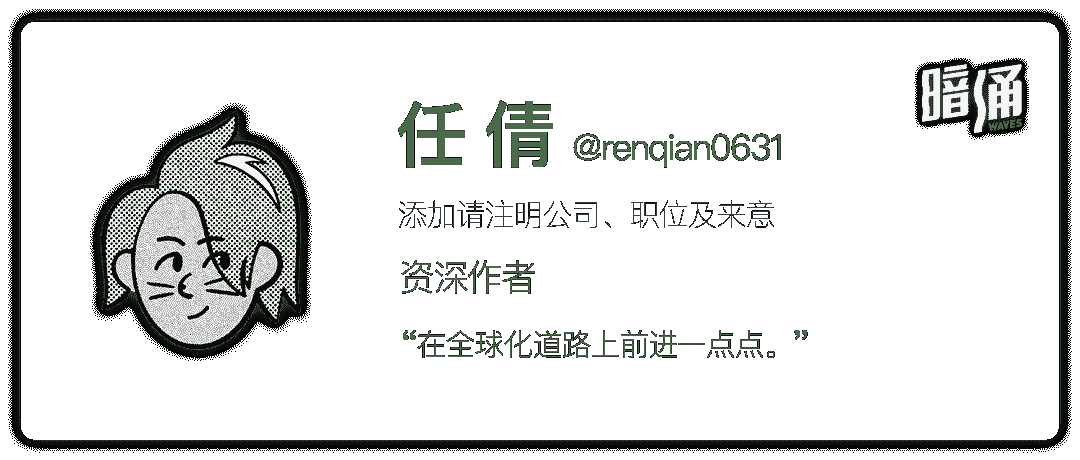 暗涌
WAVES
任倩 @renqian0631
添加请注明公司、职位及来意
资深作者
“在全球化道路上前进一点点。”